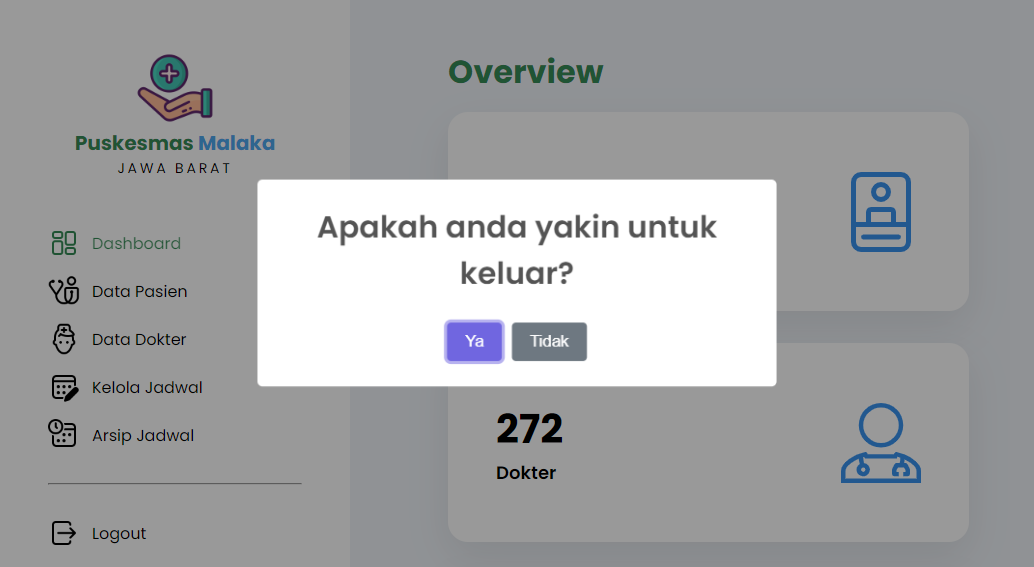 Puskesmas Malaka
JAWA BARAT
Dashboard
Data Pasien
Data Dokter
Kelola Jadwal
Arsip Jadwal
Logout
Overview
272
Dokter
Apakah anda yakin untuk
keluar?
Ya
Tidak